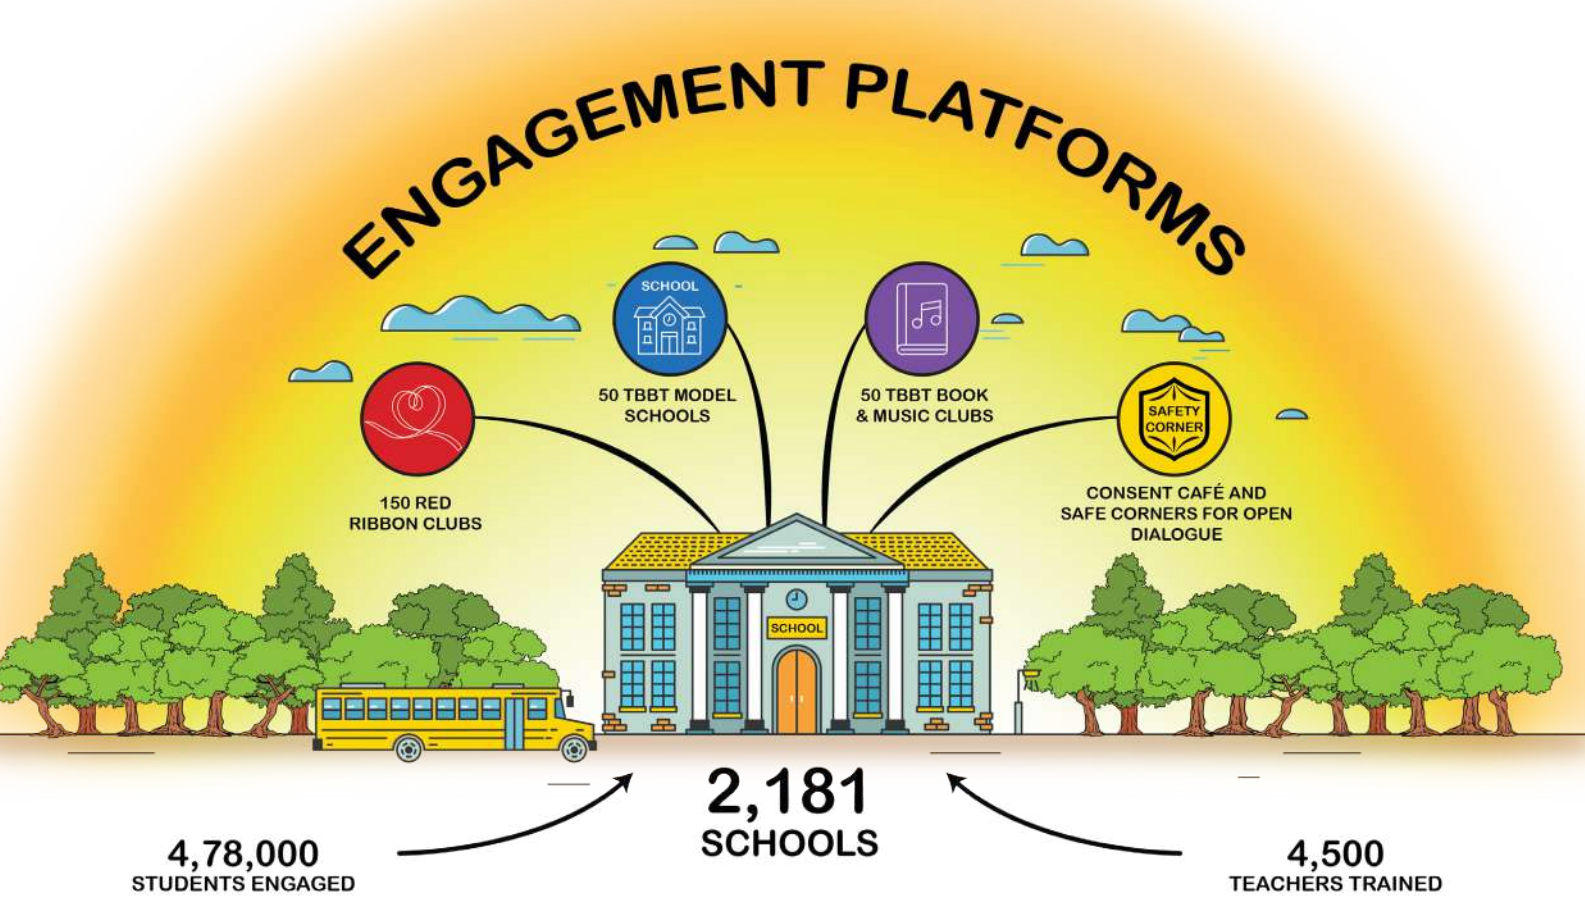 ENGAGEMENT PLATFORMS
SCHOOL
50 TBBT MODEL
SCHOOLS
50 TBBT BOOK
& MUSIC CLUBS
150 RED
RIBBON CLUBS
SAFETY
CORNER
CONSENT CAFÉ AND
SAFE CORNERS FOR OPEN
DIALOGUE
SCHOOL
2,181
SCHOOLS
4,78,000
STUDENTS ENGAGED
4,500
TEACHERS TRAINED